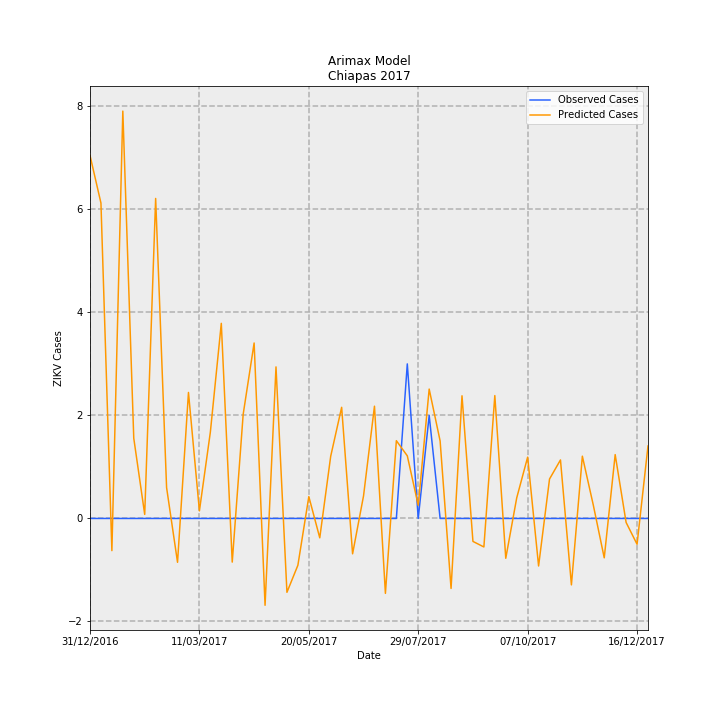 Arimax Model
Chiapas 2017
Observed Cases
Predicted Cases
8
6
4
2
0
−2
ZIKV Cases
31/12/2016 11/03/2017 20/05/2017 29/07/2017 07/10/2017 16/12/2017
Date